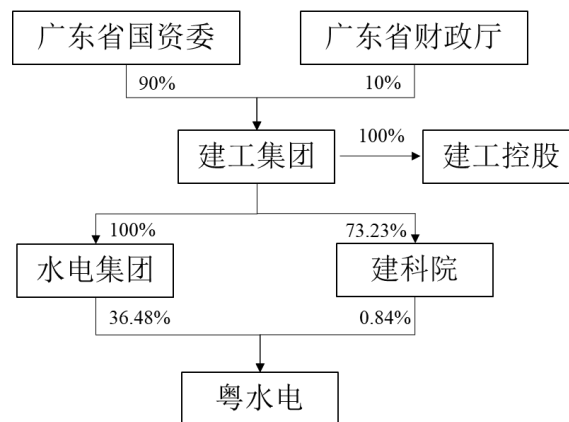 广东省国资委
广东省财政厅
90%
10%
建工集团
100%
建工控股
100%
73.23%
水电集团
建科院
36.48%
0.84%
粤水电